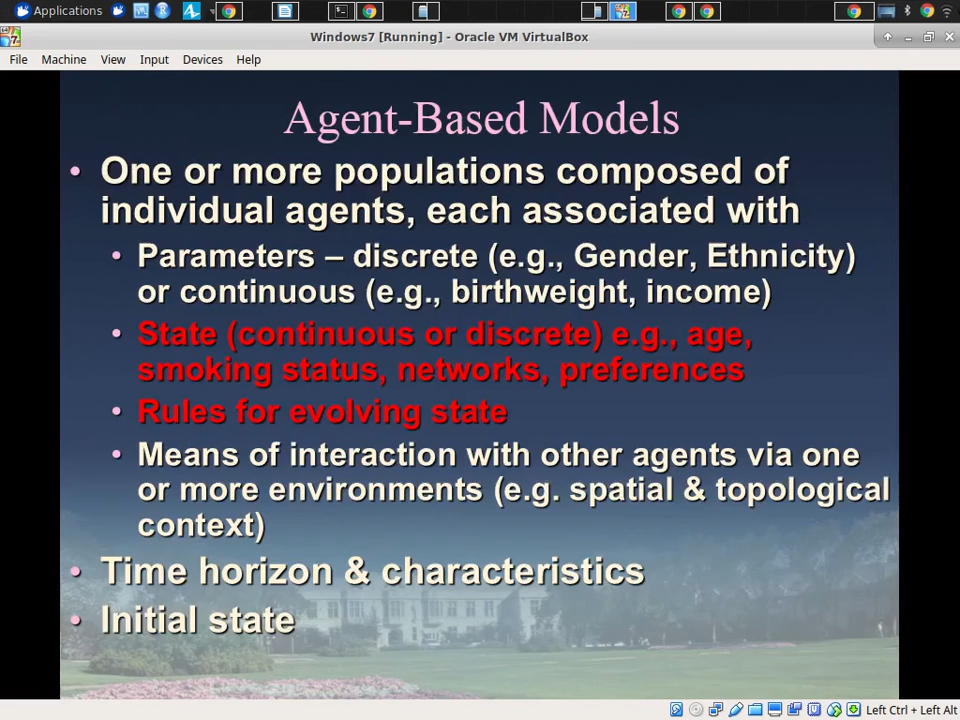 Applications
Windows7 [Running] - Oracle VM VirtualBox
File Machine View Input Devices Help
Agent-Based Models
• One or more populations composed of
individual agents, each associated with
• Parameters – discrete (e.g., Gender, Ethnicity)
or continuous (e.g., birthweight, income)
• State (continuous or discrete) e.g., age,
smoking status, networks, preferences
• Rules for evolving state
• Means of interaction with other agents via one
or more environments (e.g. spatial & topological
context)
• Time horizon & characteristics
• Initial state
Left Ctrl + Left Alt